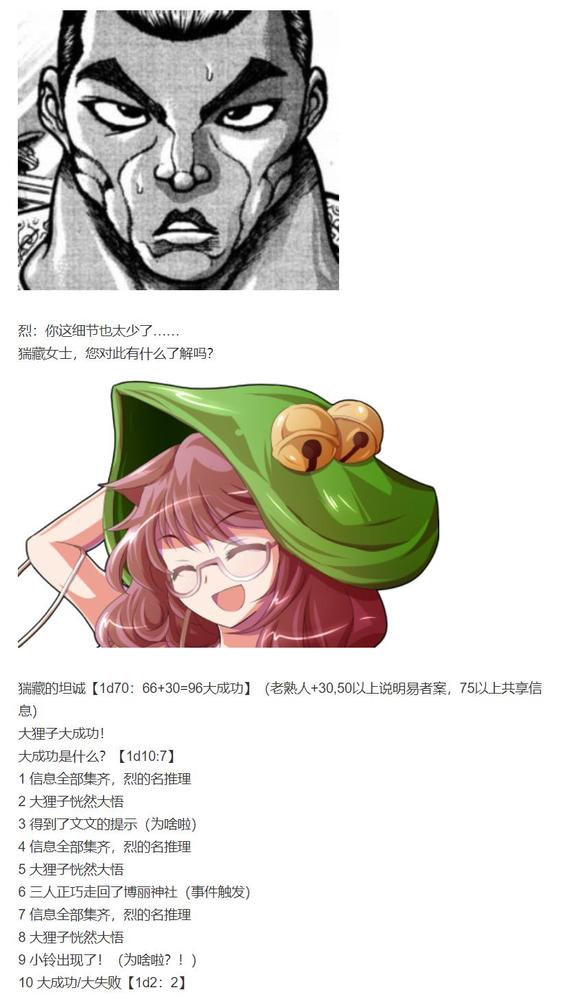 烈：你这细节也太少了……
猯藏女士，您对此有什么了解吗？
猯藏的坦诚【1d70：66+30=96大成功】（老熟人+30,50以上说明易者案，75以上共享信
息）
大狸子大成功！
大成功是什么？【1d10:7】
1 信息全部集齐，烈的名推理
2 大狸子恍然大悟
3 得到了文文的提示（为啥啦）
4 信息全部集齐，烈的名推理
5 大狸子恍然大悟
6 三人正巧走回了博丽神社（事件触发）
7 信息全部集齐，烈的名推理
8 大狸子恍然大悟
9 小铃出现了！（为啥啦？！）
10 大成功/大失败【1d2：2】